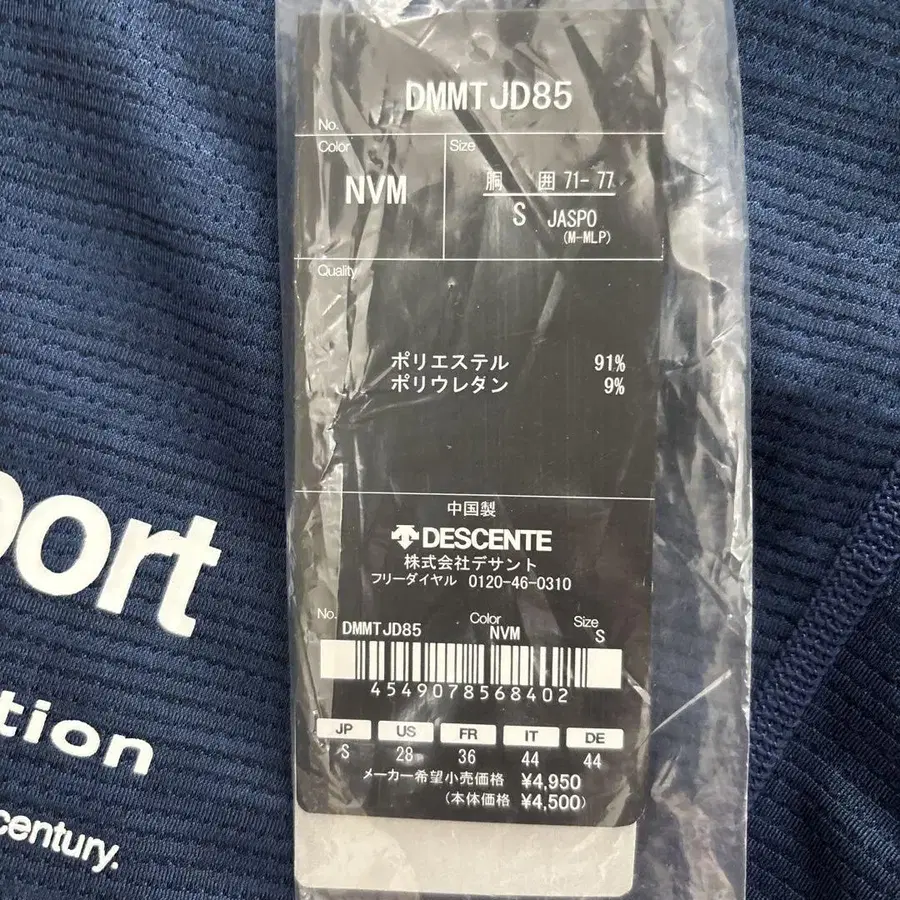 DMMTJD85
No.
Color
NVM
Size
胴 囲 71-77
S JASPO
(M-MLP)
Quality
ポリエステル 91%
ポリウレタン 9%
中国製
DESCENTE
株式会社デサント
フリーダイヤル 0120-46-0310
No. Color Size
DMMTJD85 NVM S
4549078568402
JP US FR IT DE
S 28 36 44 44
メーカー希望小売価格 ¥4,950
(本体価格 ¥4,500)
port
tion
century.